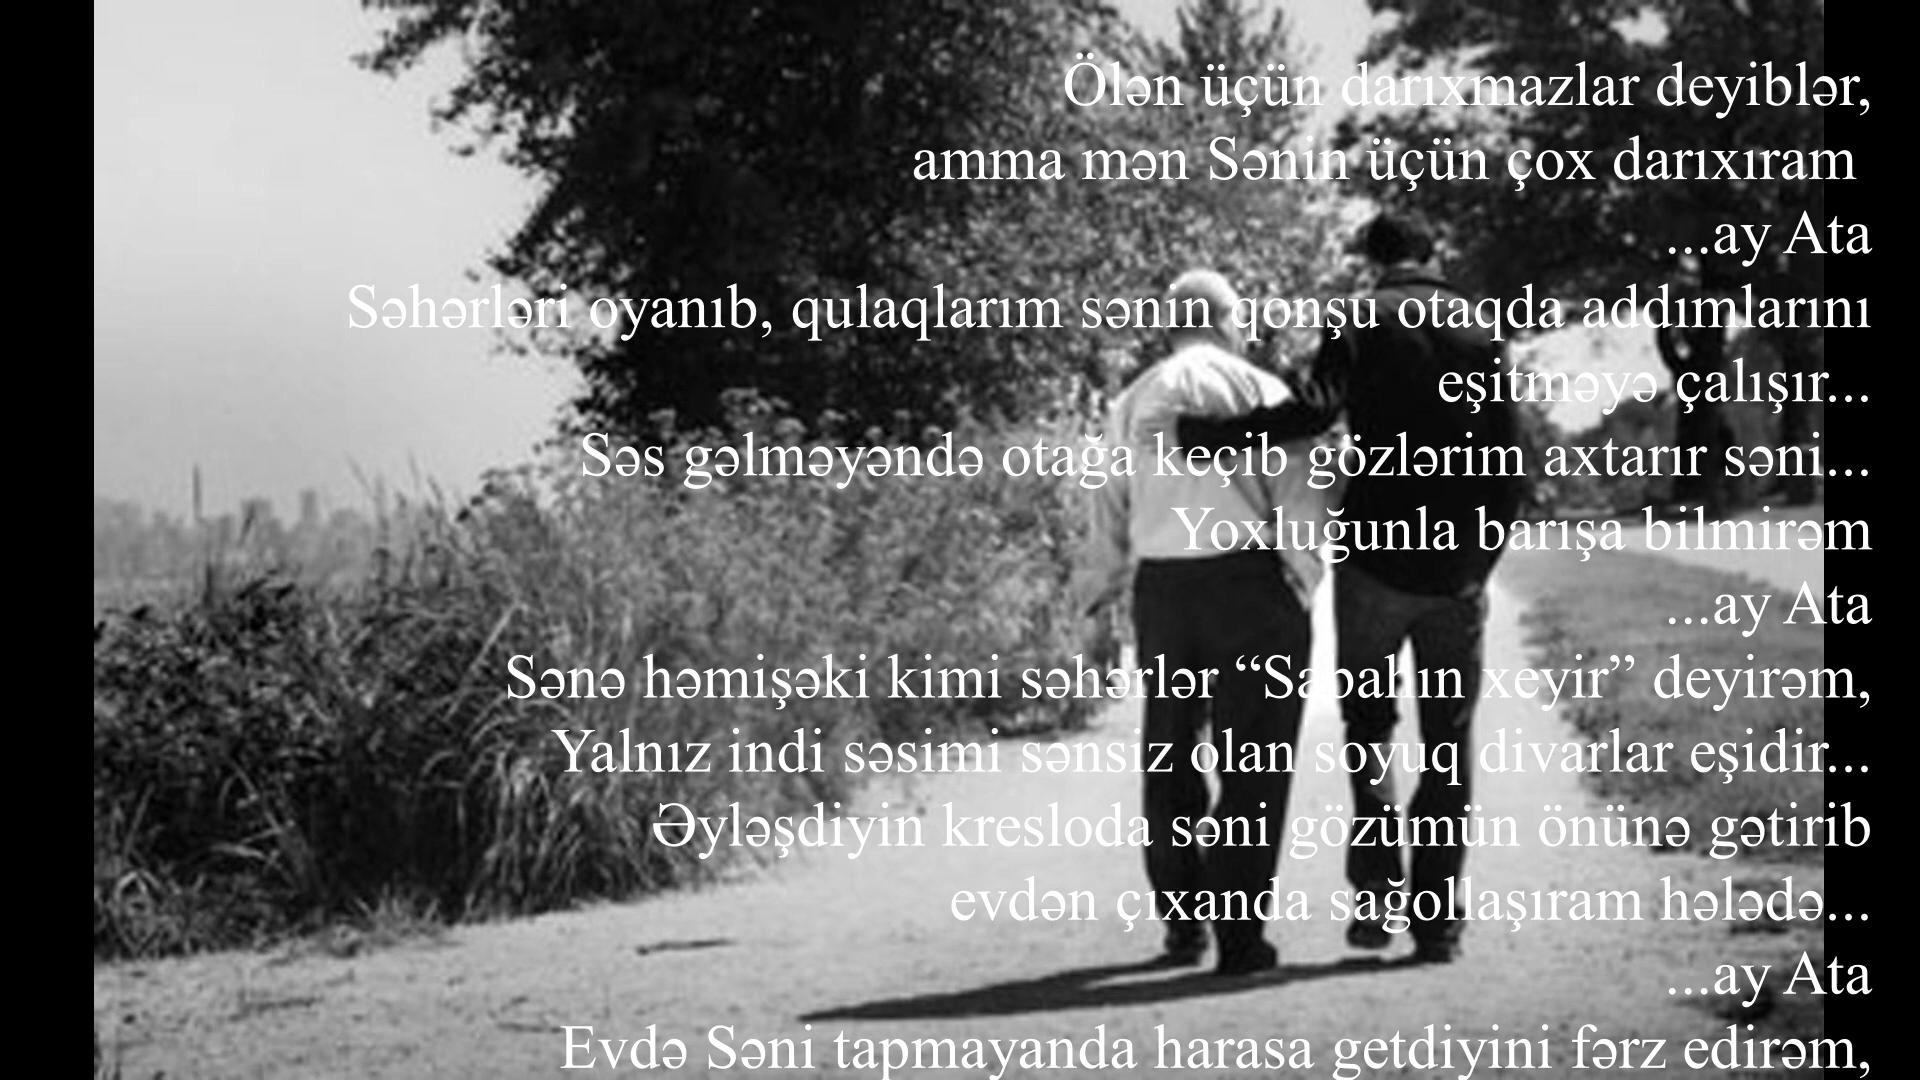 Ölən üçün darıxmazlar deyiblər,
amma mən Sənin üçün çox darıxıram
...ay Ata
Səhərləri oyanıb, qulaqlarım sənin qonşu otaqda addımlarını
eşitməyə çalışır...
Səs gəlməyəndə otağa keçib gözlərim axtarır səni...
Yoxluğunla barışa bilmirəm
...ay Ata
Sənə həmişəki kimi səhərlər “Sabahın xeyir” deyirəm,
Yalnız indi səsimi sənsiz olan soyuq divarlar eşidir...
Əyləşdiyin kresloda səni gözümün önünə gətirib
evdən çıxanda sağollaşıram hələdə...
...ay Ata
Evdə Səni tapmayanda harasa getdiyini fərz edirəm,